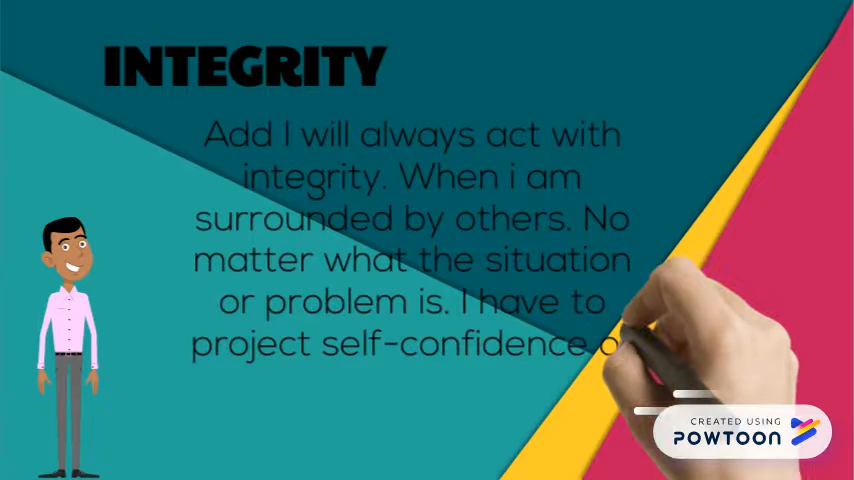 INTEGRITY
Add I will always act with
integrity. When i am
surrounded by others. No
matter what the situation
or problem is. I have to
project self-confidence
CREATED USING
POWTOON